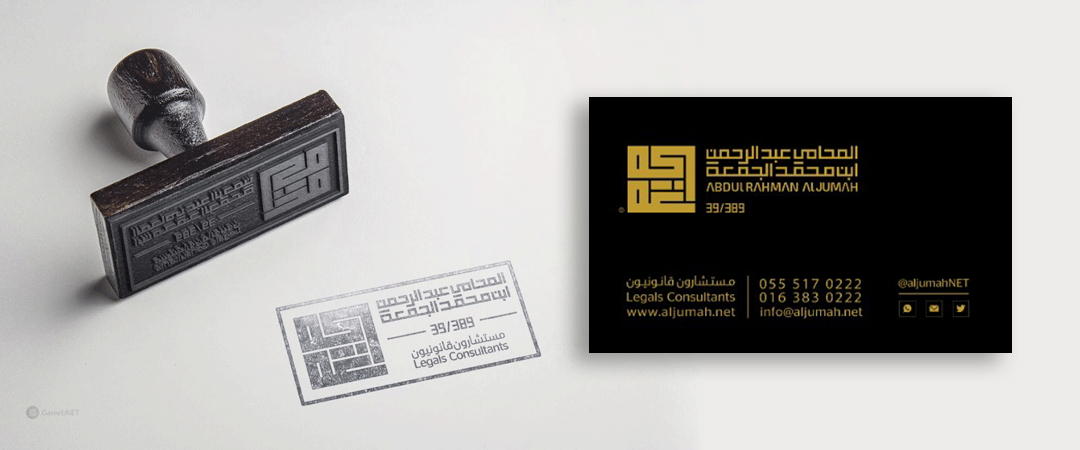 المحامي عبد الرحمن
ابن محمد الجمعة
39/389
مستشارون قانونيون
Legals Consultants
المحامي عبد الرحمن
ابن محمد الجمعة
ABDULRAHMAN ALJUMAH
39/389
مستشارون قانونيون
Legals Consultants
www.aljumah.net
055 517 0222
016 383 0222
info@aljumah.net
@aljumahNET